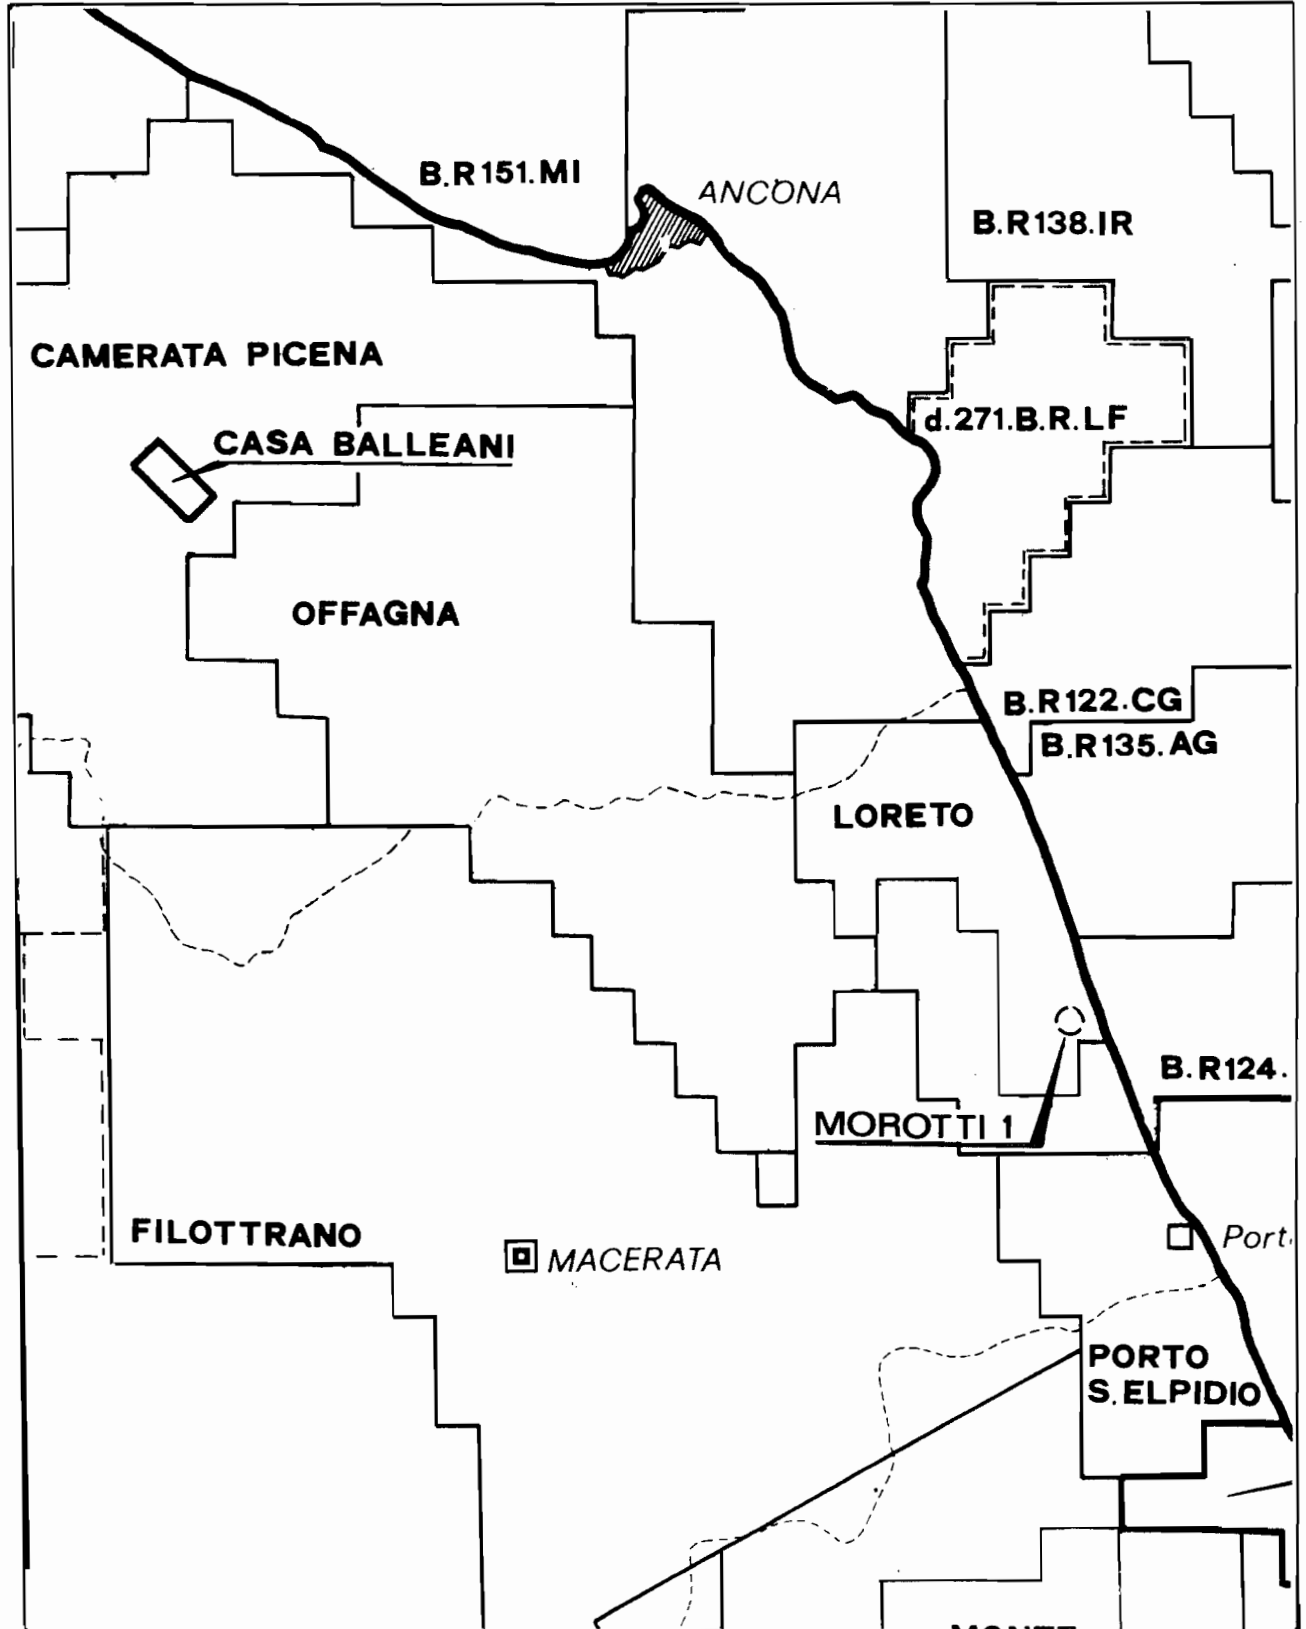 B.R151.MI
ANCONA
B.R138.IR
CAMERATA PICENA
d.271.B.R.LF
CASA BALLEANI
OFFAGNA
B.R122.CG
B.R135.AG
LORETO
B.R124.
MOROTTI 1
FILOTTRANO
MACERATA
Port
PORTO
S. ELPIDIO